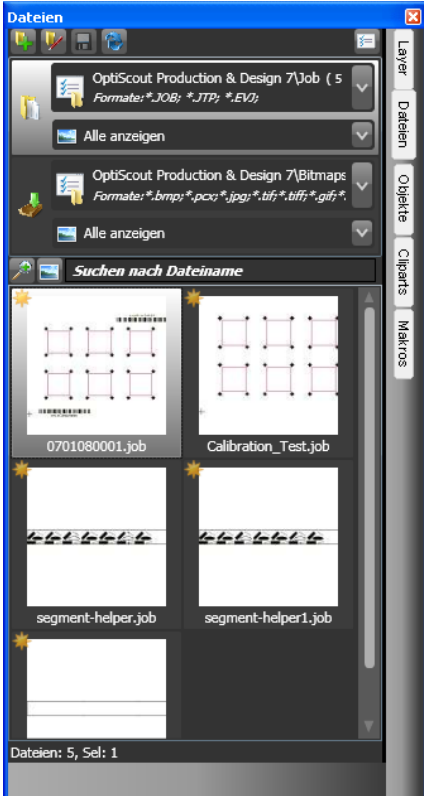 Dateien
OptiScout Production & Design 7\Job ( 5
Formate:*.JOB; *.JTP; *.EVJ;
Alle anzeigen
OptiScout Production & Design 7\Bitmaps
Formate:*.bmp;*.pcx;*.jpg;*.tif;*.tiff;*.gif;*.
Alle anzeigen
Suchen nach Dateiname
0701080001.job
Calibration_Test.job
segment-helper.job
segment-helper1.job
Dateien: 5, Sel: 1
Layer
Dateien
Objekte
Cliparts
Makros